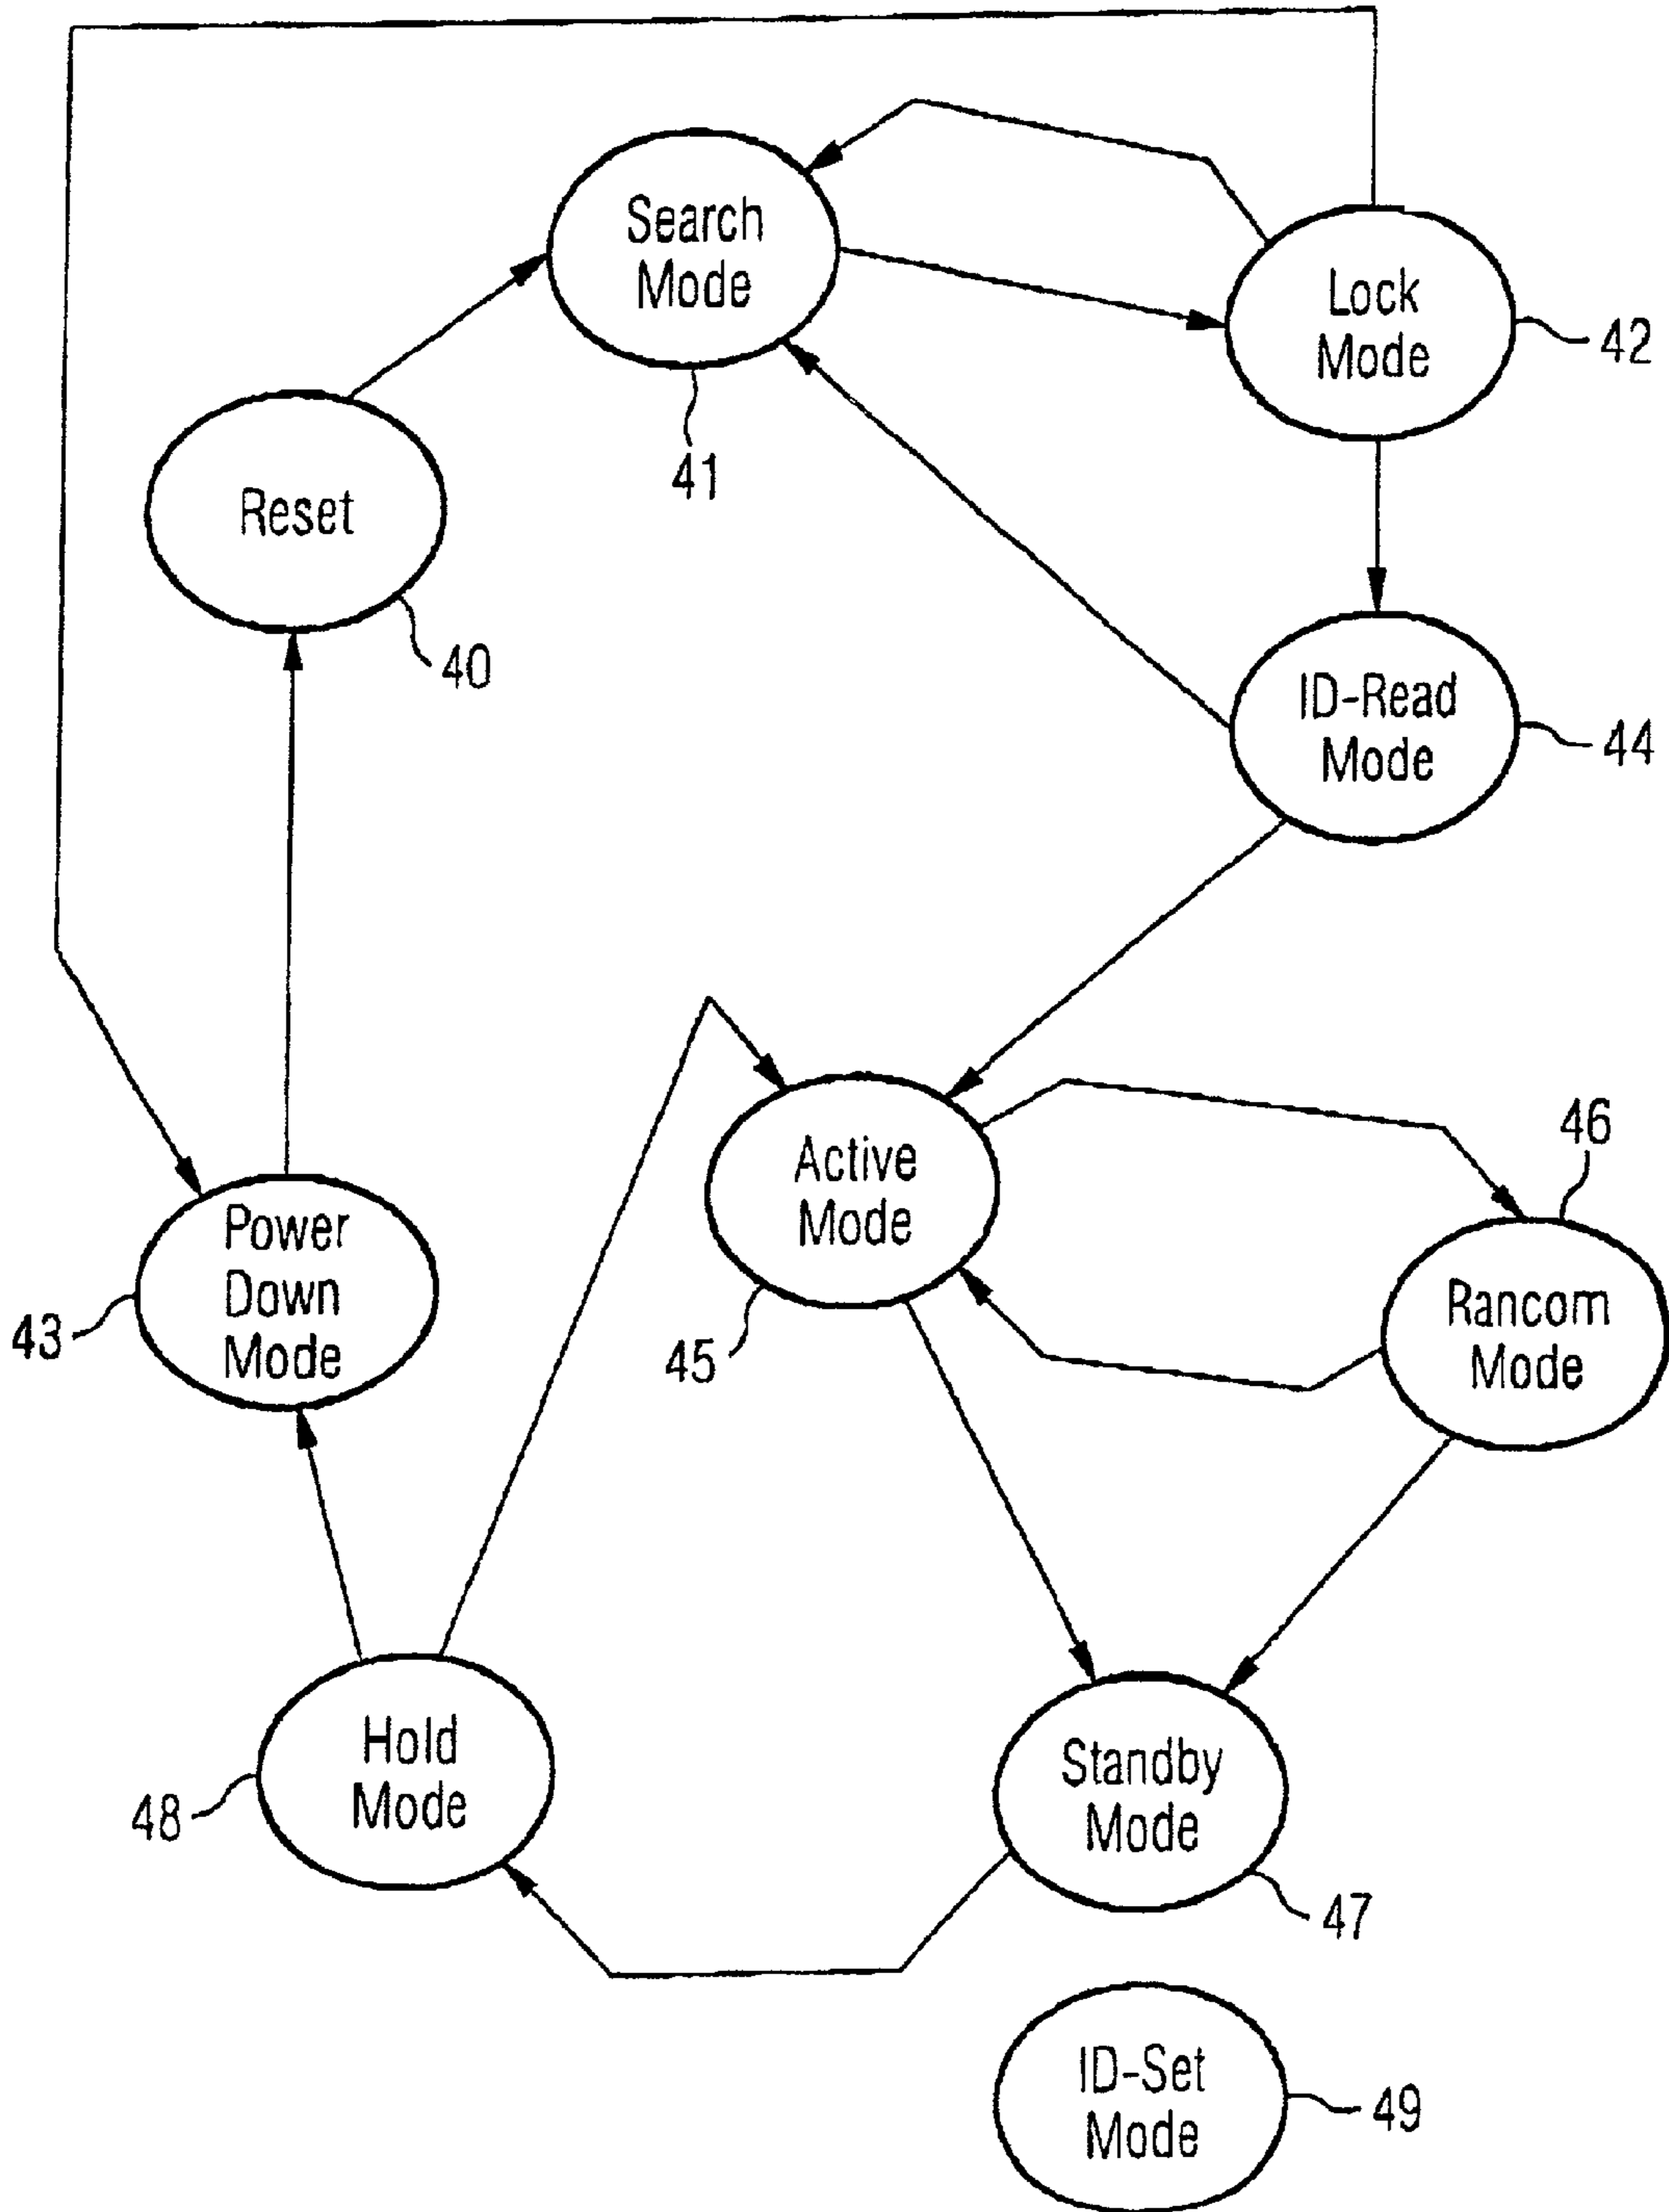 Search
Mode
41
Lock
Mode
42
Reset
40
ID-Read
Mode
44
Active
Mode
45
46
Rancom
Mode
Power
Down
Mode
43
Hold
Mode
48
Standby
Mode
47
ID-Set
Mode
49